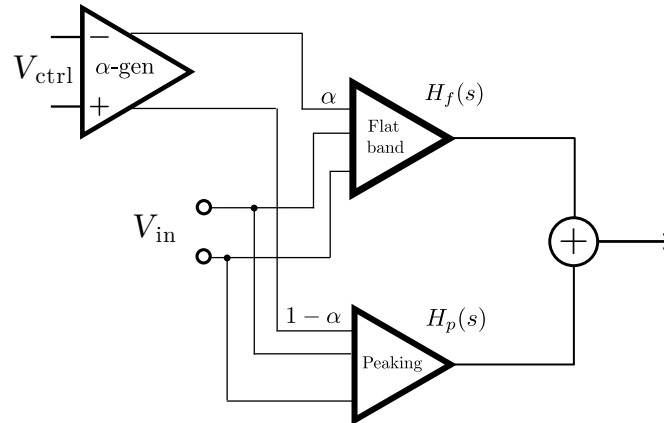 −
V_ctrl
α-gen
+
α
H_f(s)
Flat
band
V_in
+
1 − α
H_p(s)
Peaking